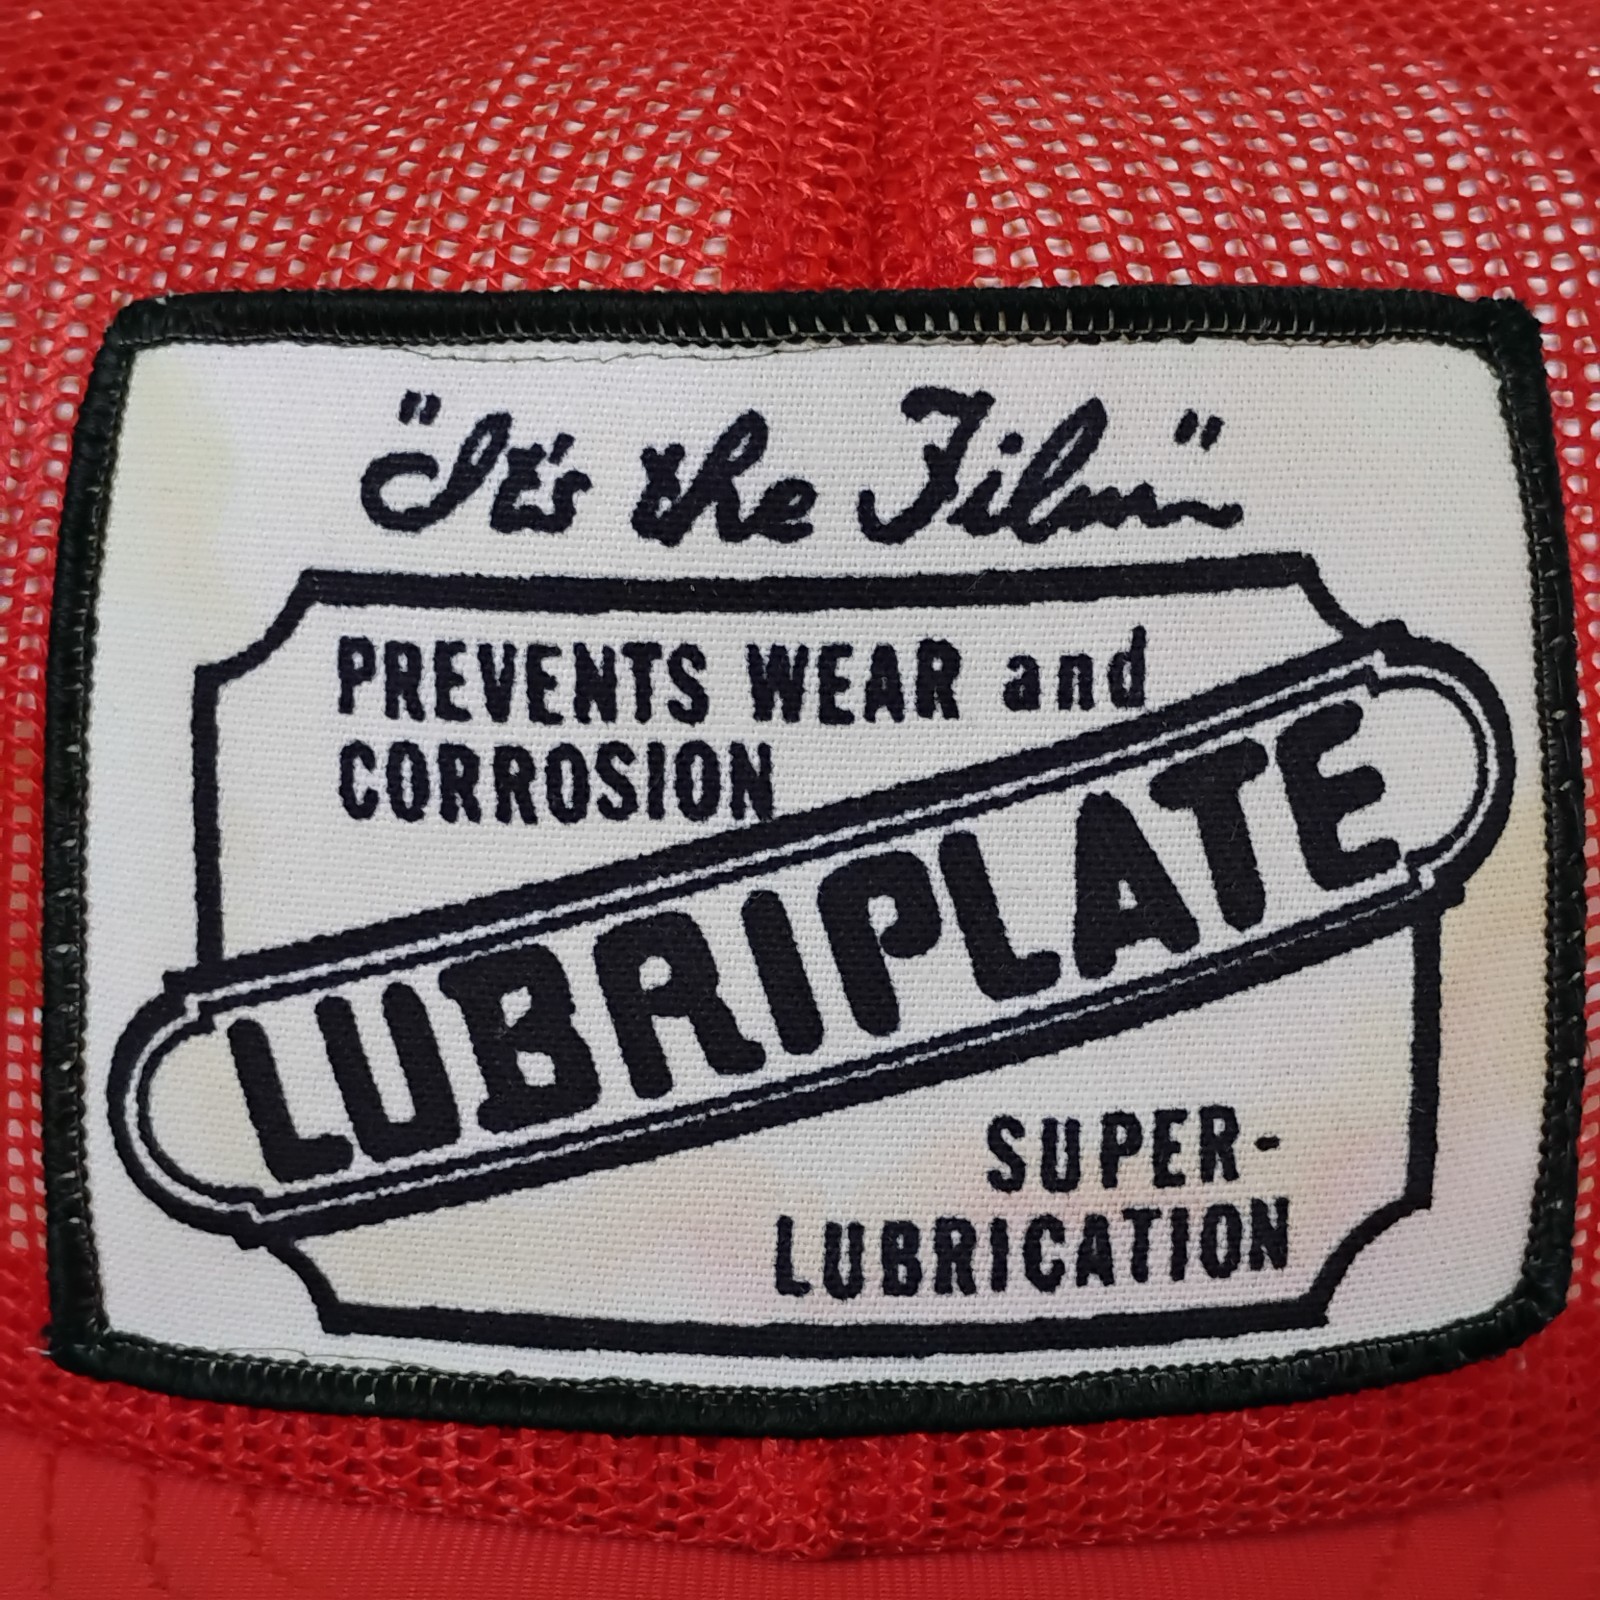 "It's the Film"
PREVENTS WEAR and
CORROSION
LUBRIPLATE
SUPER-
LUBRICATION